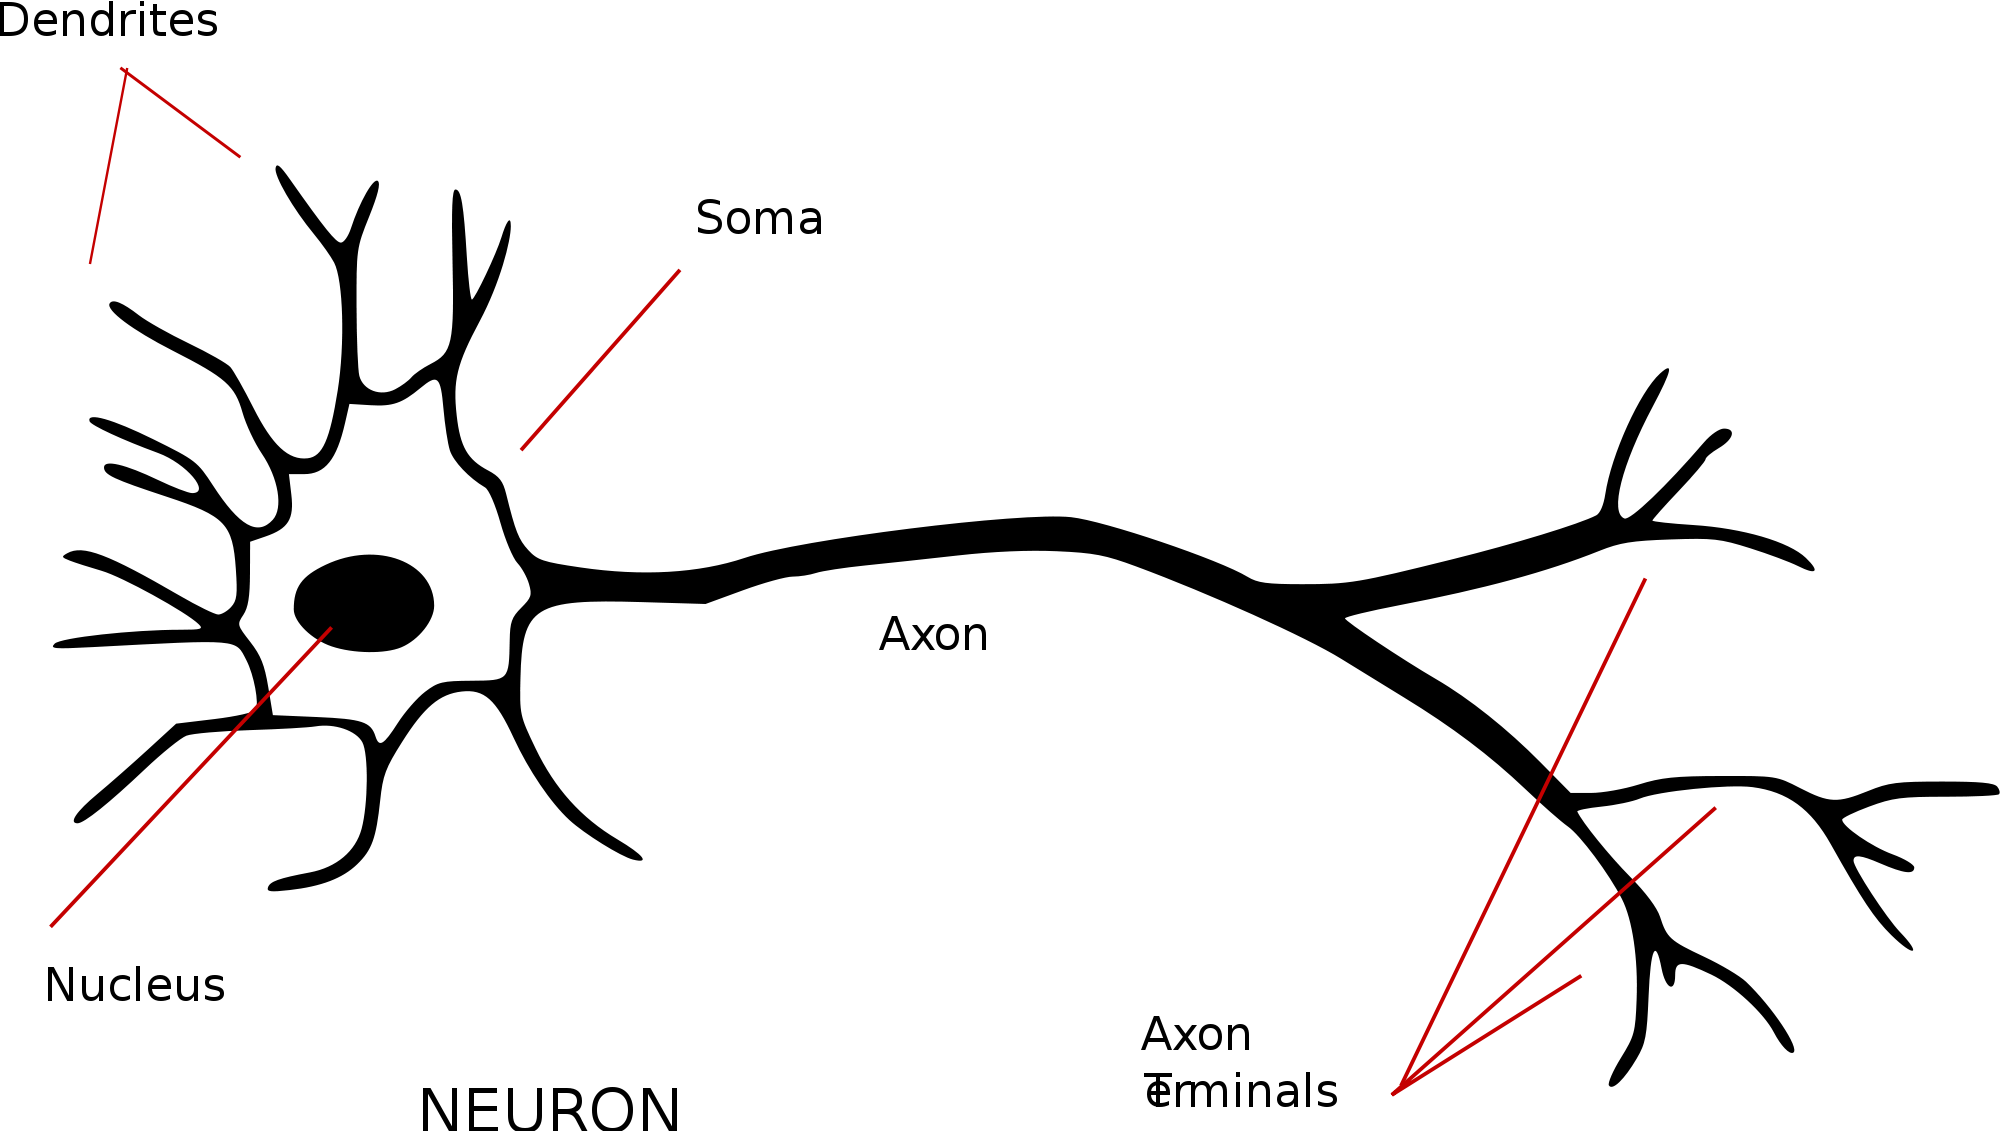 Dendrites
Soma
Axon
Nucleus
Axon
Terminals
NEURON